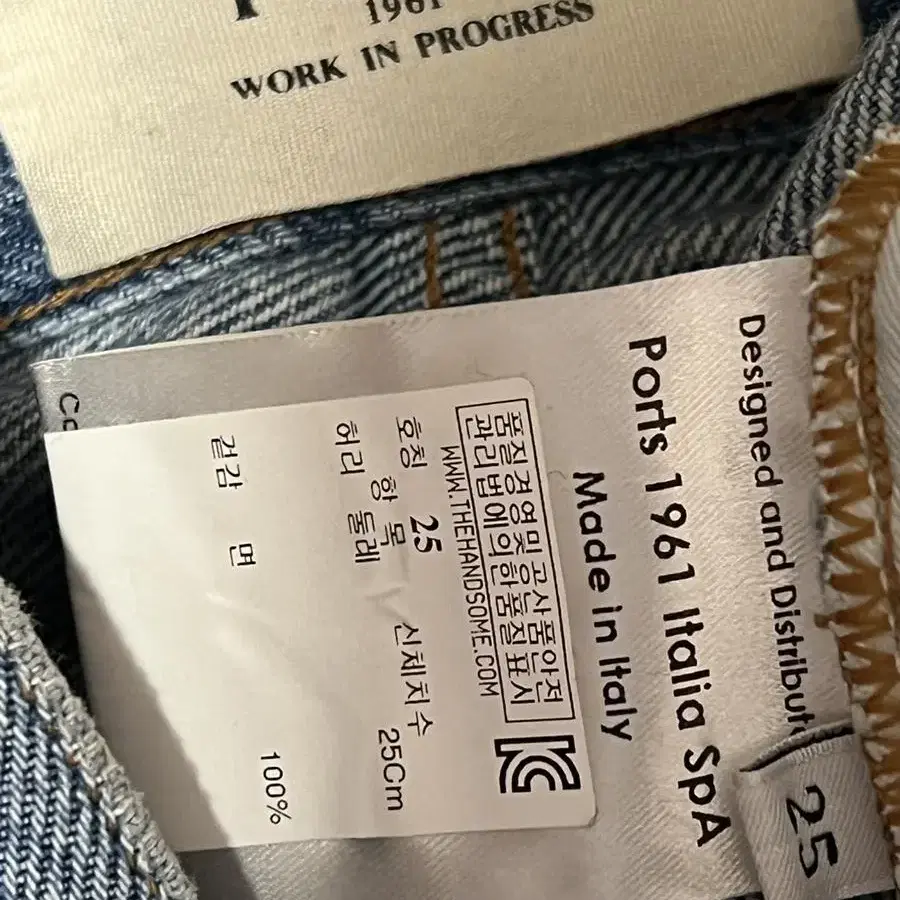 1961
WORK IN PROGRESS
Designed and Distribute
Ports 1961 Italia SpA
Made in Italy
25
품질경영및공산품안전
관리법에의한품질표시
WWW.THEHANDSOME.COM
호칭 25
항목 신체치수
허리둘레 25Cm
겉감 면 100%